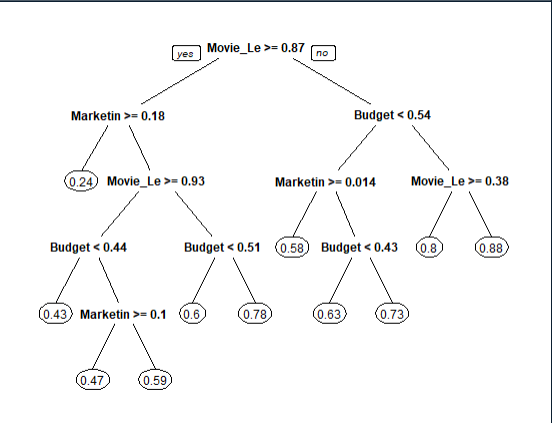 yes Movie_Le >= 0.87 no
Marketin >= 0.18 Budget < 0.54
0.24 Movie_Le >= 0.93 Marketin >= 0.014 Movie_Le >= 0.38
Budget < 0.44 Budget < 0.51 0.58 Budget < 0.43 0.8 0.88
0.43 Marketin >= 0.1 0.6 0.78 0.63 0.73
0.47 0.59